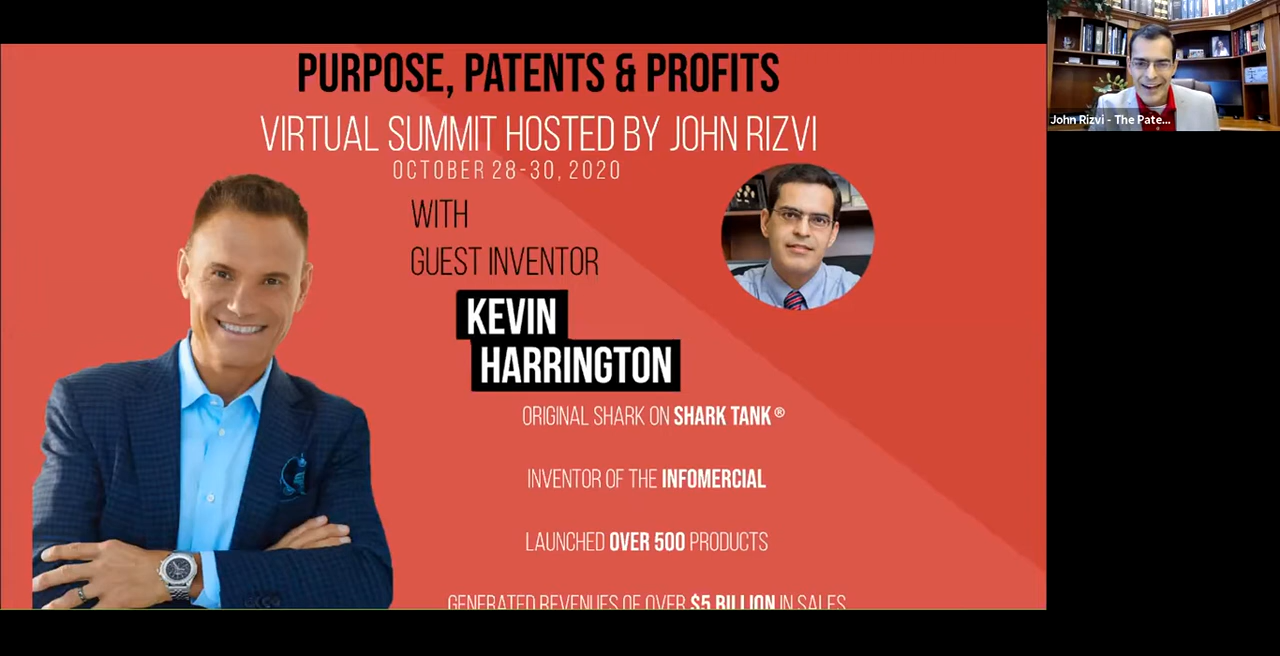 PURPOSE, PATENTS & PROFITS
VIRTUAL SUMMIT HOSTED BY JOHN RIZVI
OCTOBER 28-30, 2020
WITH
GUEST INVENTOR
KEVIN
HARRINGTON
ORIGINAL SHARK ON SHARK TANK®
INVENTOR OF THE INFOMERCIAL
LAUNCHED OVER 500 PRODUCTS
GENERATED REVENUES OF OVER $5 BILLION IN SALES
John Rizvi - The Pate...